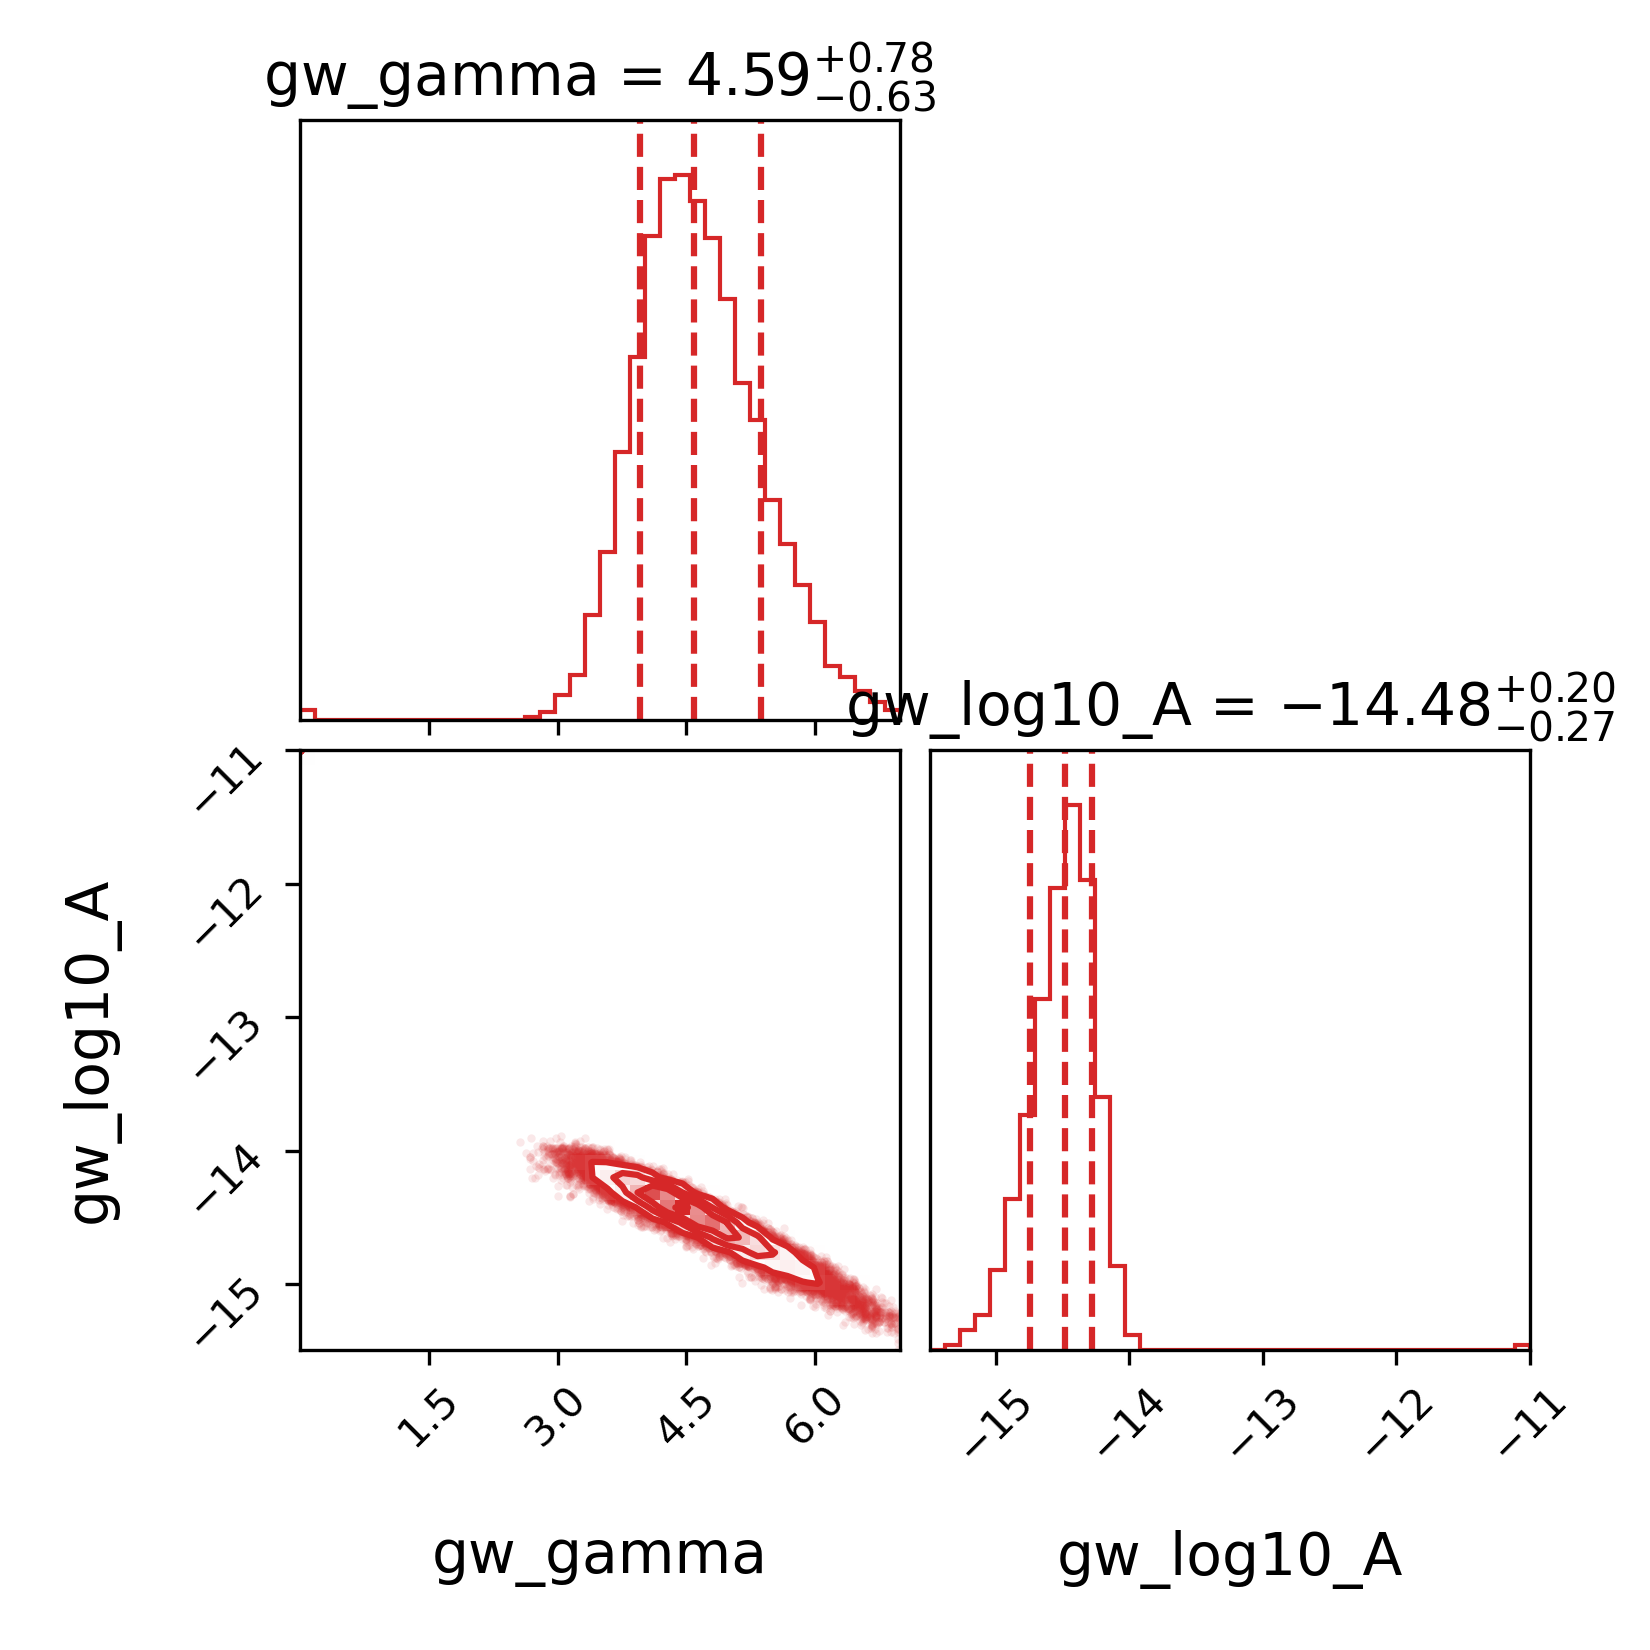 gw_gamma = 4.59+0.78−0.63
gw_log10_A = −14.48+0.20−0.27
−11
−12
−13
−14
−15
gw_log10_A
1.5 3.0 4.5 6.0
−15 −14 −13 −12 −11
gw_gamma
gw_log10_A